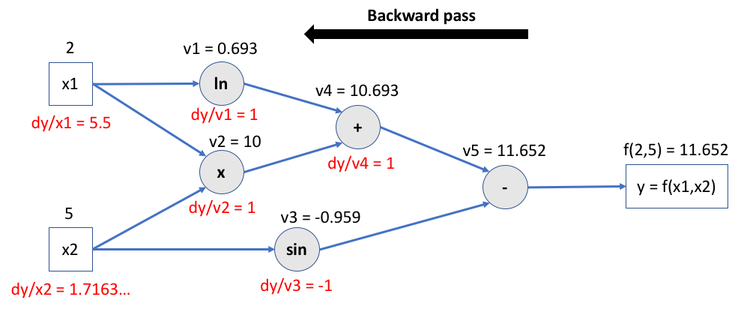 Backward pass
2
x1
dy/x1 = 5.5
v1 = 0.693
ln
dy/v1 = 1
v2 = 10
x
dy/v2 = 1
v4 = 10.693
+
dy/v4 = 1
v5 = 11.652
-
f(2,5) = 11.652
y = f(x1,x2)
5
x2
dy/x2 = 1.7163...
v3 = -0.959
sin
dy/v3 = -1